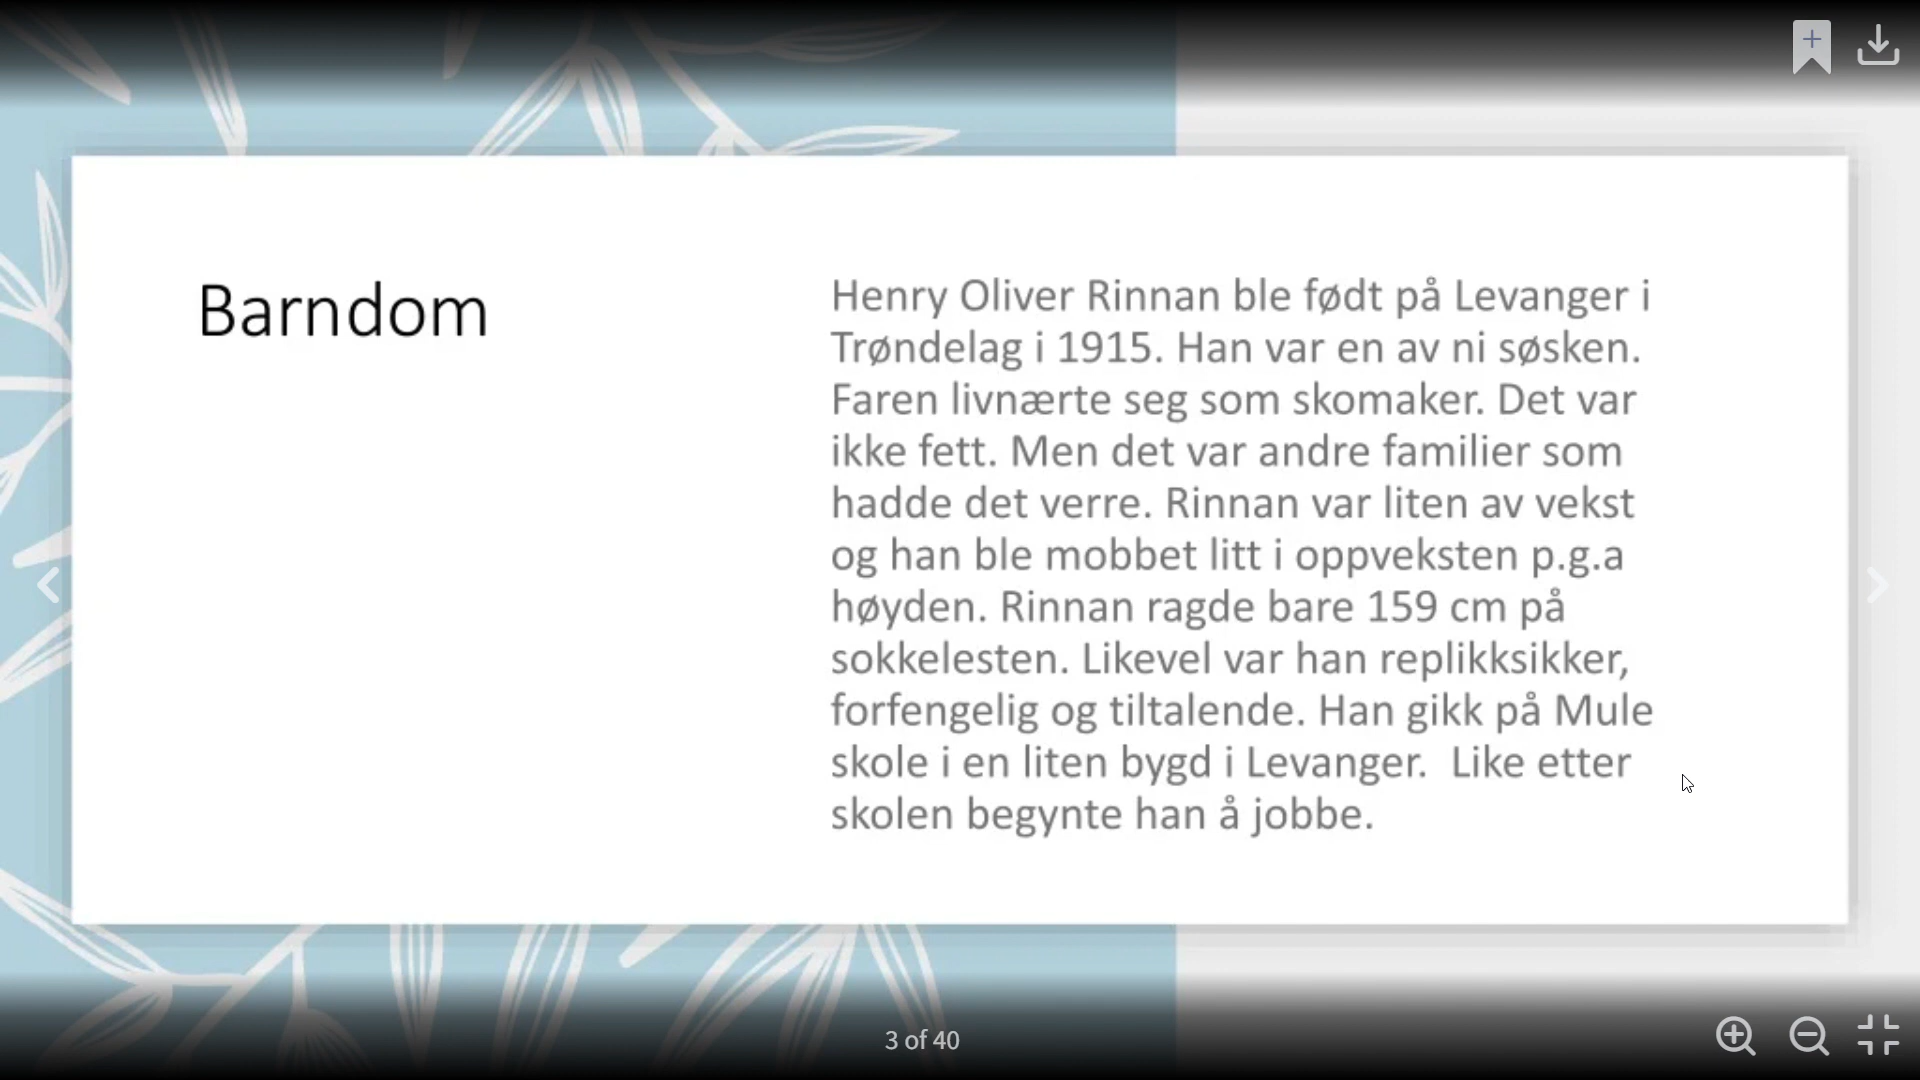 Barndom
Henry Oliver Rinnan ble født på Levanger i
Trøndelag i 1915. Han var en av ni søsken.
Faren livnærte seg som skomaker. Det var
ikke fett. Men det var andre familier som
hadde det verre. Rinnan var liten av vekst
og han ble mobbet litt i oppveksten p.g.a
høyden. Rinnan ragde bare 159 cm på
sokkelesten. Likevel var han replikksikker,
forfengelig og tiltalende. Han gikk på Mule
skole i en liten bygd i Levanger.  Like etter
skolen begynte han å jobbe.
3 of 40